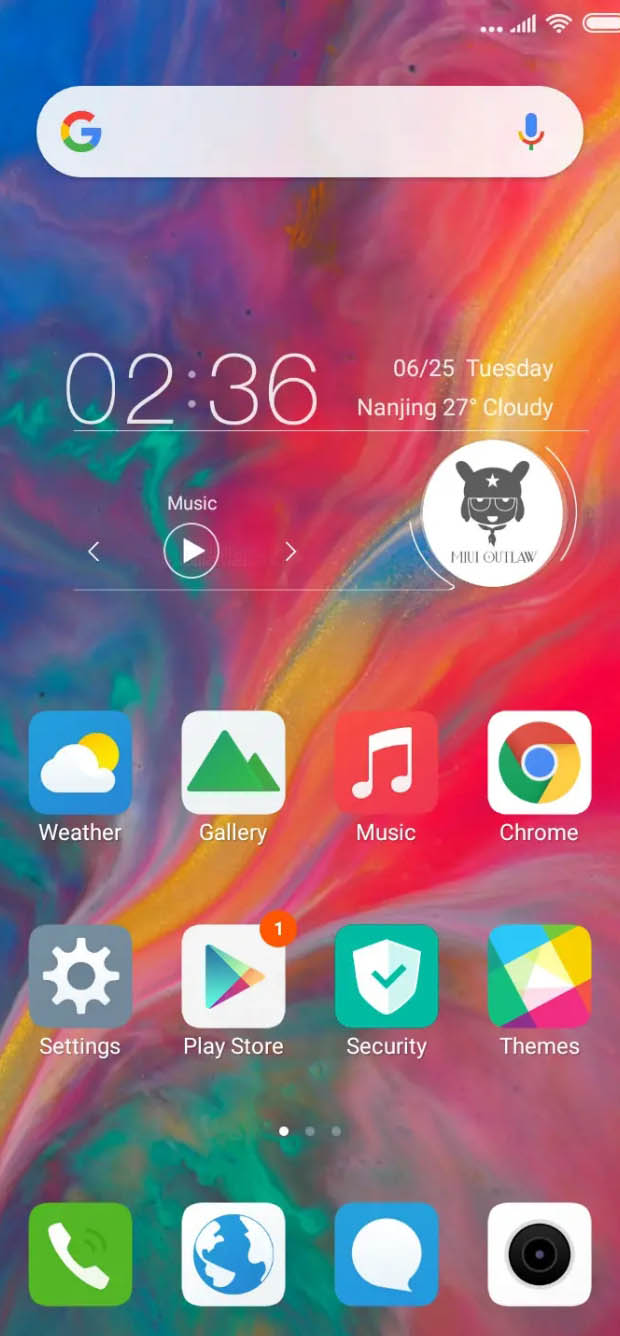 02:36
06/25 Tuesday
Nanjing 27° Cloudy
Music
MIUI OUTLAW
Weather
Gallery
Music
Chrome
1
Settings
Play Store
Security
Themes